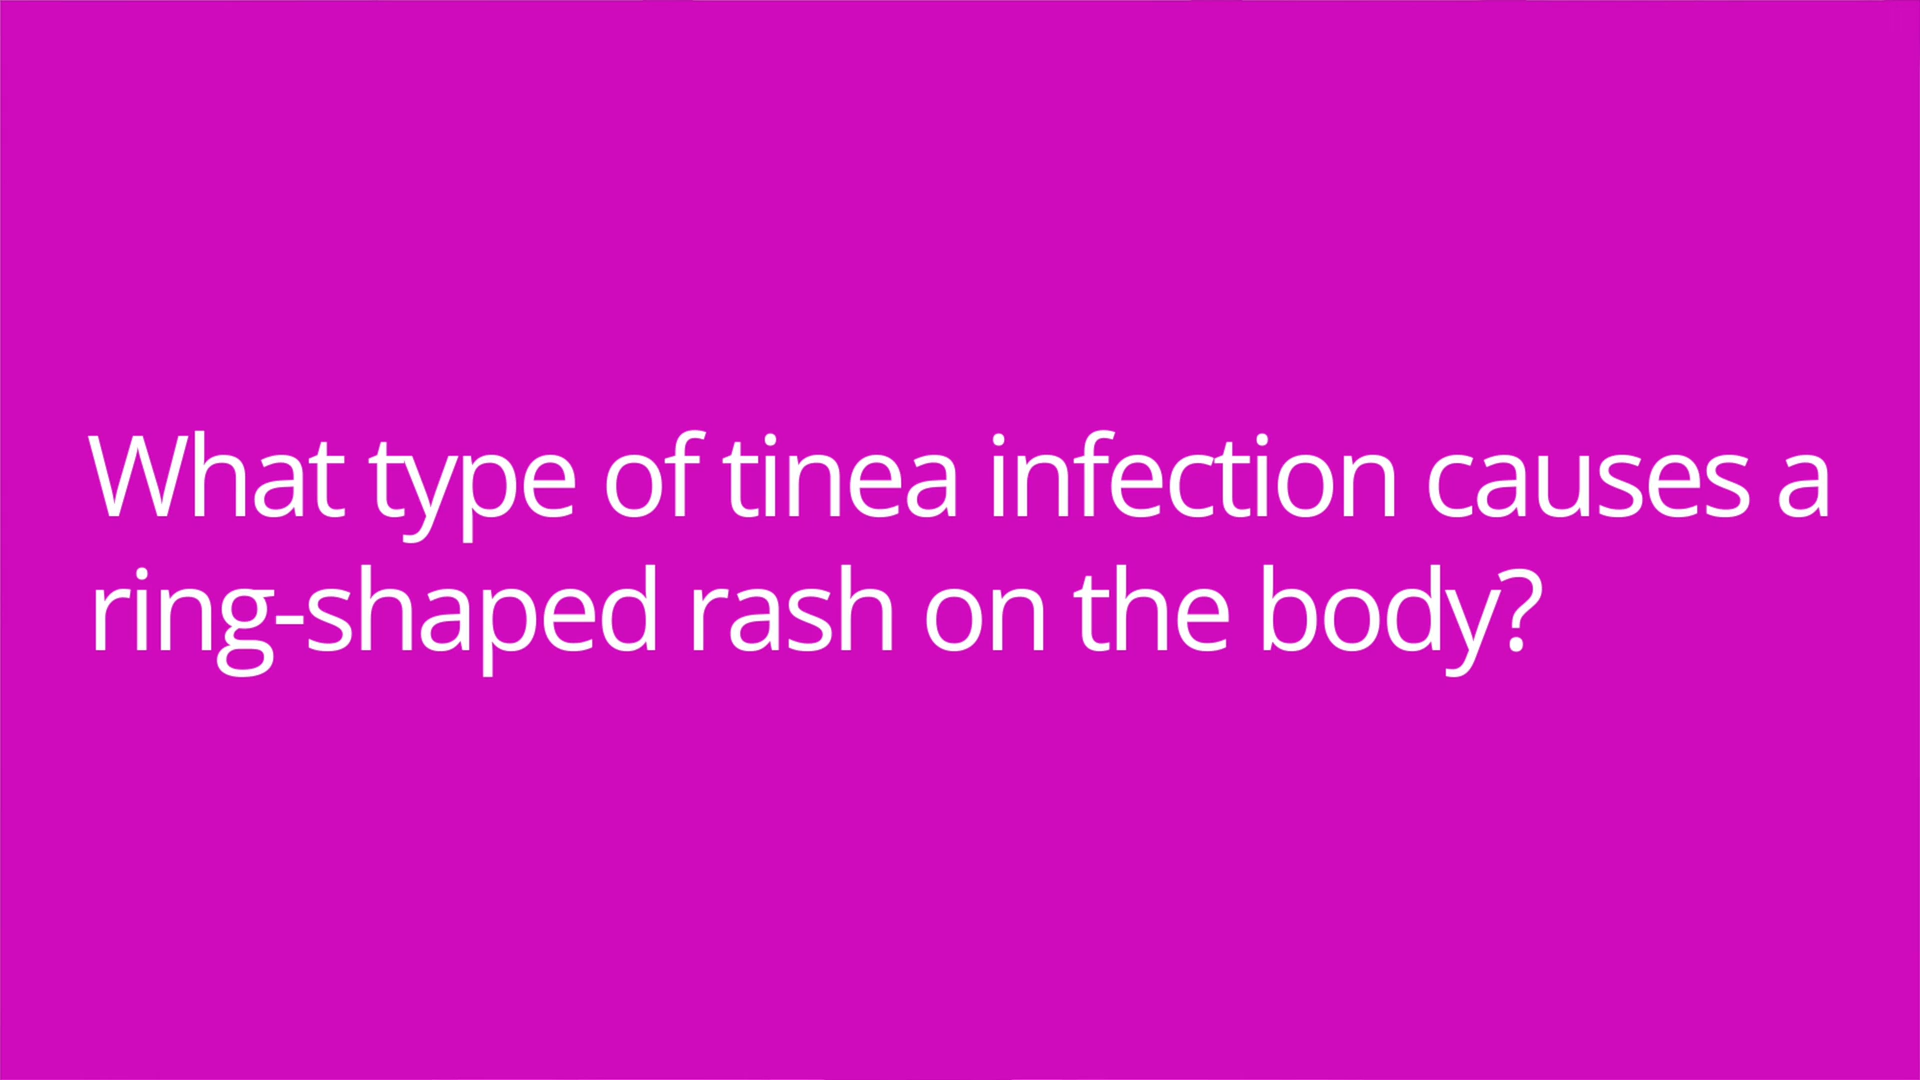 What type of tinea infection causes a
ring-shaped rash on the body?